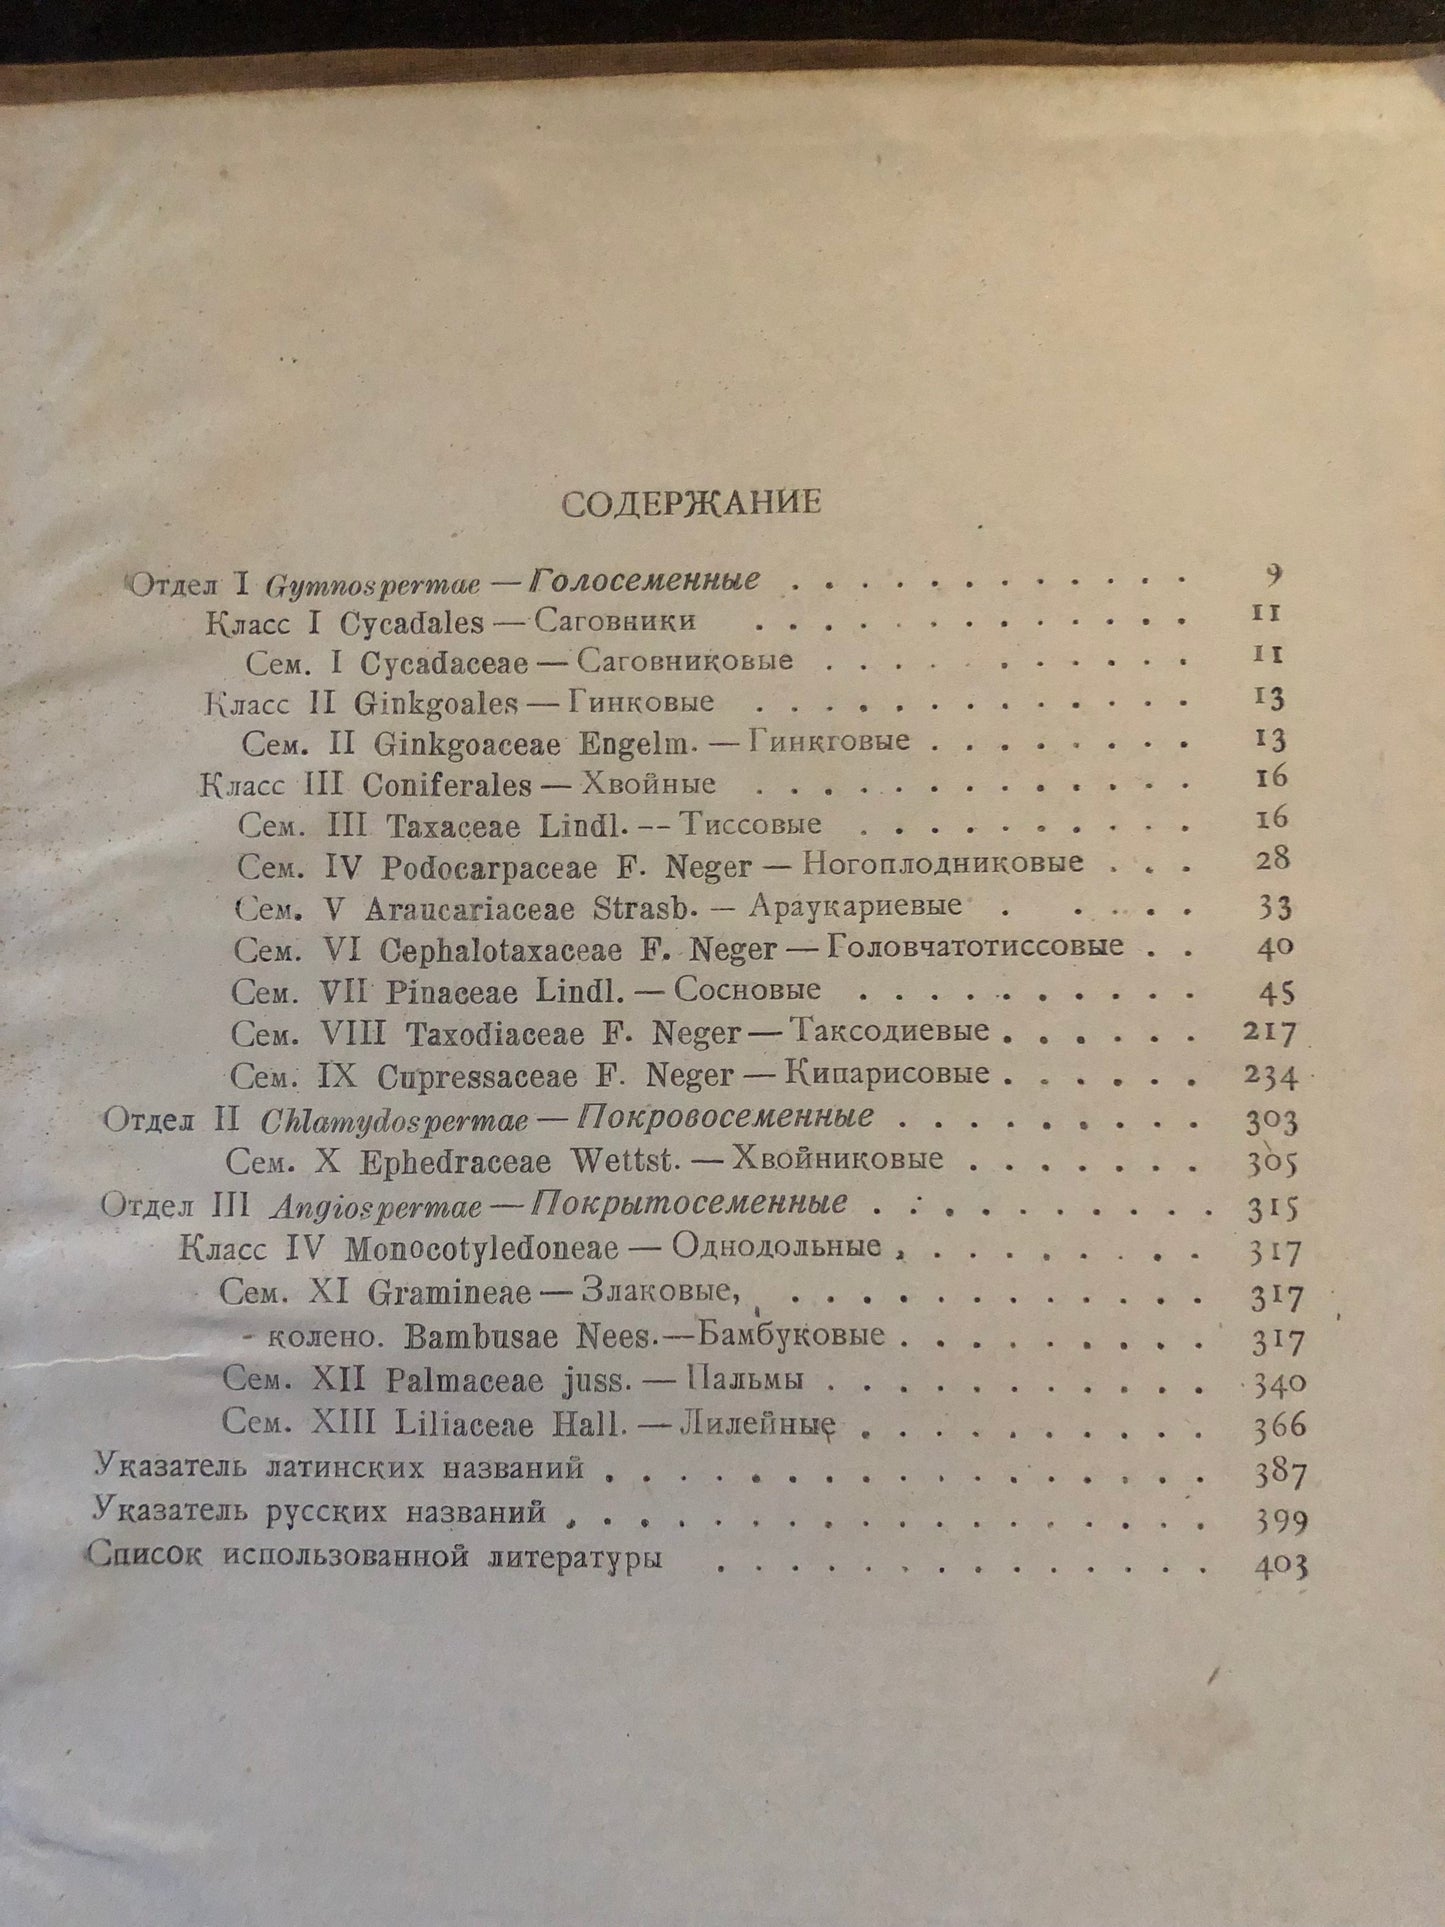 СОДЕРЖАНИЕ
Отдел I Gymnospermae — Голосеменные . . . . . . . . . . . . 9
Класс I Cycadales — Саговники . . . . . . . . . . . . . 11
Сем. I Cycadaceae — Саговниковые . . . . . . . . . . . 11
Класс II Ginkgoales — Гинковые . . . . . . . . . . . . . 13
Сем. II Ginkgoaceae Engelm. — Гинкговые . . . . . . . . 13
Класс III Coniferales — Хвойные . . . . . . . . . . . . . 16
Сем. III Taxaceae Lindl. — Тиссовые . . . . . . . . . . 16
Сем. IV Podocarpaceae F. Neger — Ногоплодниковые . . . 28
Сем. V Araucariaceae Strasb. — Араукариевые . . . . . 33
Сем. VI Cephalotaxaceae F. Neger — Головчатотиссовые . . 40
Сем. VII Pinaceae Lindl. — Сосновые . . . . . . . . . . 45
Сем. VIII Taxodiaceae F. Neger — Таксодиевые . . . . . . 217
Сем. IX Cupressaceae F. Neger — Кипарисовые . . . . . . 234
Отдел II Chlamydospermae — Покровосеменные . . . . . . . . . 303
Сем. X Ephedraceae Wettst. — Хвойниковые . . . . . . . 305
Отдел III Angiospermae — Покрытосеменные . . . . . . . . . . 315
Класс IV Monocotyledoneae — Однодольные . . . . . . . . . 317
Сем. XI Gramineae — Злаковые, . . . . . . . . . . . . 317
колено. Bambusae Nees.—Бамбуковые . . . . . . . . . 317
Сем. XII Palmaceae juss. — Пальмы . . . . . . . . . . . 340
Сем. XIII Liliaceae Hall. — Лилейные . . . . . . . . . . 366
Указатель латинских названий . . . . . . . . . . . . . . . . . 387
Указатель русских названий . . . . . . . . . . . . . . . . . . 399
Список использованной литературы . . . . . . . . . . . . . . 403